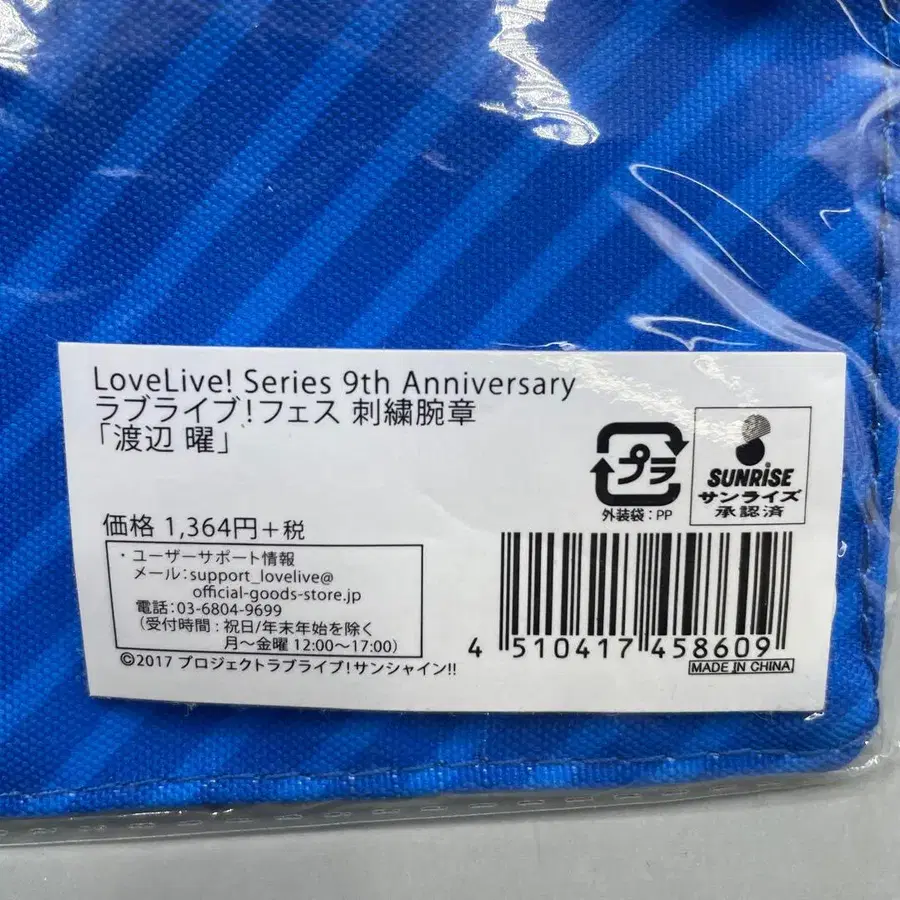 LoveLive! Series 9th Anniversary
ラブライブ!フェス 刺繍腕章
「渡辺 曜」
プラ
外装袋:PP
SUNRISE
サンライズ
承認済
価格 1,364円+税
・ユーザーサポート情報
メール:support_lovelive@
official-goods-store.jp
電話:03-6804-9699
(受付時間:祝日/年末年始を除く
月~金曜 12:00~17:00)
©2017 プロジェクトラブライブ!サンシャイン!!
4 510417 458609
MADE IN CHINA